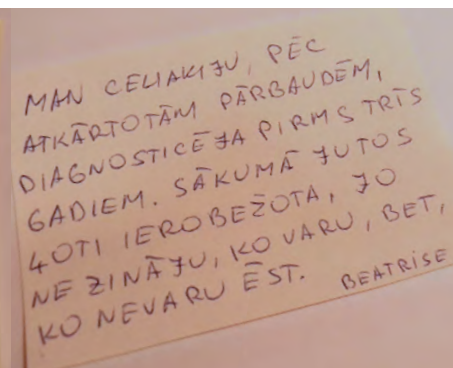 MAN CELIAKIJU, PĒC
ATKĀRTOTĀM PĀRBAUDĒM,
DIAGNOSTICĒJA PIRMS TRĪS
GADIEM. SĀKUMĀ JUTOS
ĻOTI IEROBEŽOTA, JO
NEZINĀJU, KO VARU, BET,
KO NEVARU ĒST.
BEATRISE